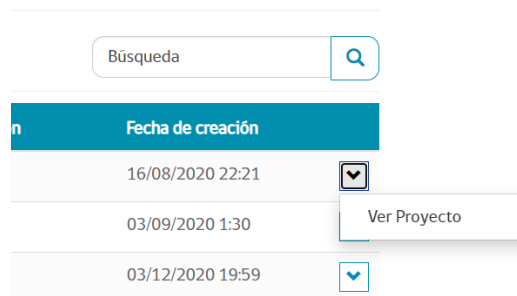 Búsqueda
n Fecha de creación
16/08/2020 22:21
Ver Proyecto
03/09/2020 1:30
03/12/2020 19:59